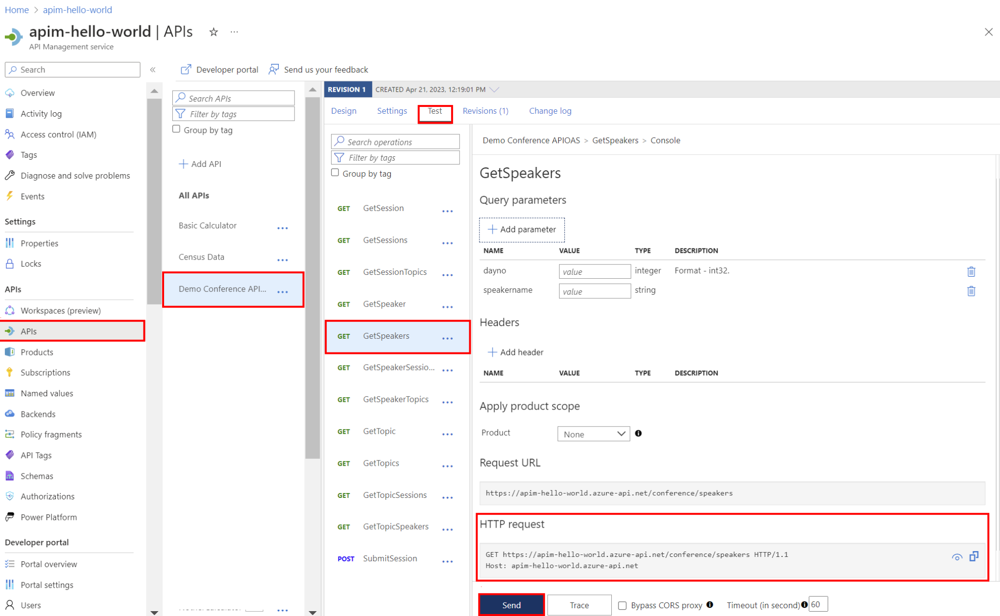 Home > apim-hello-world
apim-hello-world | APIs
API Management service
Search
Overview
Activity log
Access control (IAM)
Tags
Diagnose and solve problems
Events
Settings
Properties
Locks
APIs
Workspaces (preview)
APIs
Products
Subscriptions
Named values
Backends
Policy fragments
API Tags
Schemas
Authorizations
Power Platform
Developer portal
Portal overview
Portal settings
Users
Developer portal
Send us your feedback
Search APIs
Filter by tags
Group by tag
Add API
All APIs
Basic Calculator
Census Data
Demo Conference API...
REVISION 1 CREATED Apr 21, 2023, 12:19:01 PM
Design Settings Test Revisions (1) Change log
Search operations
Filter by tags
Group by tag
GET GetSession
GET GetSessions
GET GetSessionTopics
GET GetSpeaker
GET GetSpeakers
GET GetSpeakerSessio...
GET GetSpeakerTopics
GET GetTopic
GET GetTopics
GET GetTopicSessions
GET GetTopicSpeakers
POST SubmitSession
Demo Conference APIOAS > GetSpeakers > Console
GetSpeakers
Query parameters
Add parameter
NAME VALUE TYPE DESCRIPTION
dayno value integer Format - int32.
speakername value string
Headers
Add header
NAME VALUE TYPE DESCRIPTION
Apply product scope
Product None
Request URL
https://apim-hello-world.azure-api.net/conference/speakers
HTTP request
GET https://apim-hello-world.azure-api.net/conference/speakers HTTP/1.1
Host: apim-hello-world.azure-api.net
Send Trace Bypass CORS proxy Timeout (in second) 60